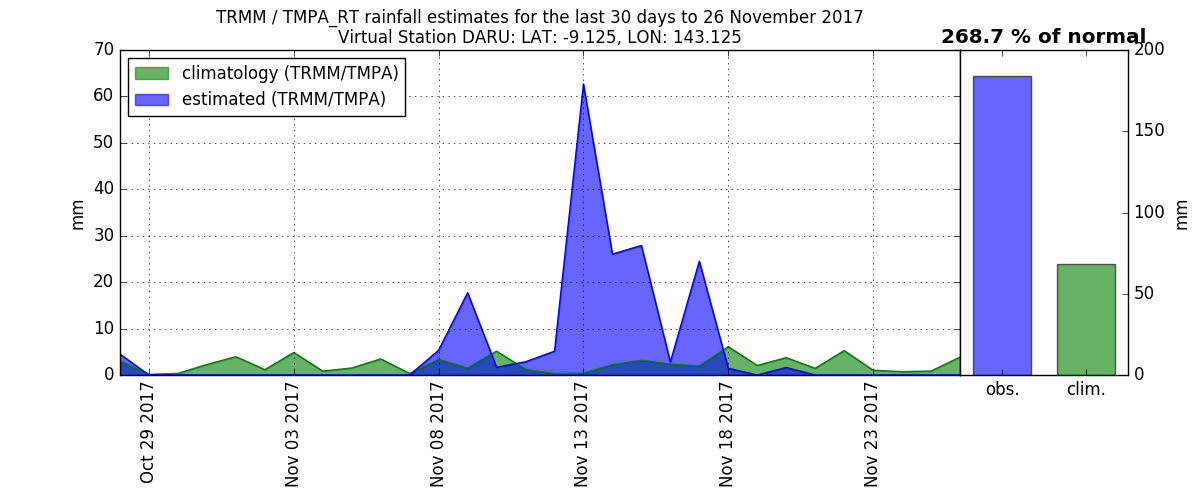 TRMM / TMPA_RT rainfall estimates for the last 30 days to 26 November 2017
Virtual Station DARU: LAT: -9.125, LON: 143.125
268.7 % of normal
climatology (TRMM/TMPA)
estimated (TRMM/TMPA)
70
60
50
40
30
20
10
0
mm
Oct 29 2017
Nov 03 2017
Nov 08 2017
Nov 13 2017
Nov 18 2017
Nov 23 2017
200
150
100
50
0
mm
obs.
clim.